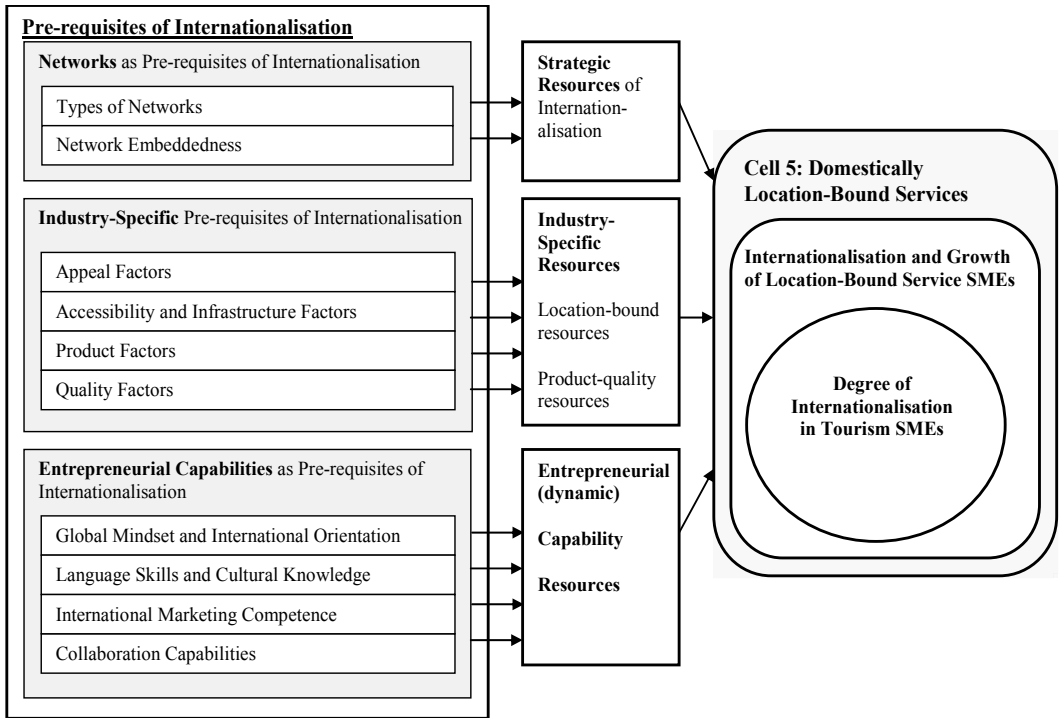 Pre-requisites of Internationalisation
Networks as Pre-requisites of Internationalisation
Types of Networks
Network Embeddedness
Industry-Specific Pre-requisites of Internationalisation
Appeal Factors
Accessibility and Infrastructure Factors
Product Factors
Quality Factors
Entrepreneurial Capabilities as Pre-requisites of
Internationalisation
Global Mindset and International Orientation
Language Skills and Cultural Knowledge
International Marketing Competence
Collaboration Capabilities
Strategic
Resources of
Internation-
alisation
Industry-
Specific
Resources
Location-bound
resources
Product-quality
resources
Entrepreneurial
(dynamic)
Capability
Resources
Cell 5: Domestically
Location-Bound Services
Internationalisation and Growth
of Location-Bound Service SMEs
Degree of
Internationalisation
in Tourism SMEs